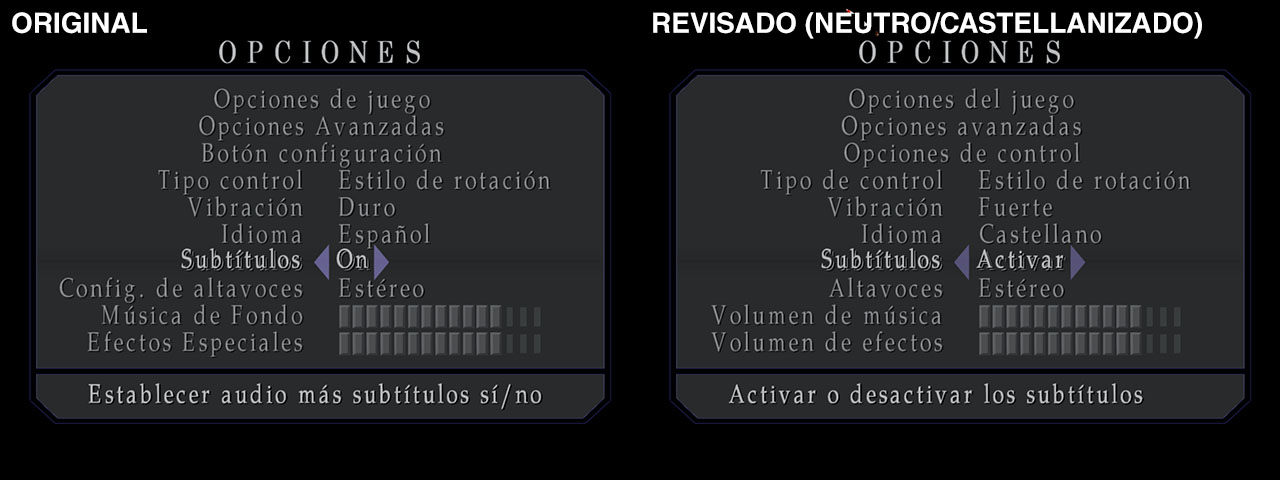 ORIGINAL
OPCIONES
Opciones de juego
Opciones Avanzadas
Botón configuración
Tipo control Estilo de rotación
Vibración Duro
Idioma Español
Subtítulos On
Config. de altavoces Estéreo
Música de Fondo
Efectos Especiales
Establecer audio más subtítulos sí/no
REVISADO (NEUTRO/CASTELLANIZADO)
OPCIONES
Opciones del juego
Opciones avanzadas
Opciones de control
Tipo de control Estilo de rotación
Vibración Fuerte
Idioma Castellano
Subtítulos Activar
Altavoces Estéreo
Volumen de música
Volumen de efectos
Activar o desactivar los subtítulos